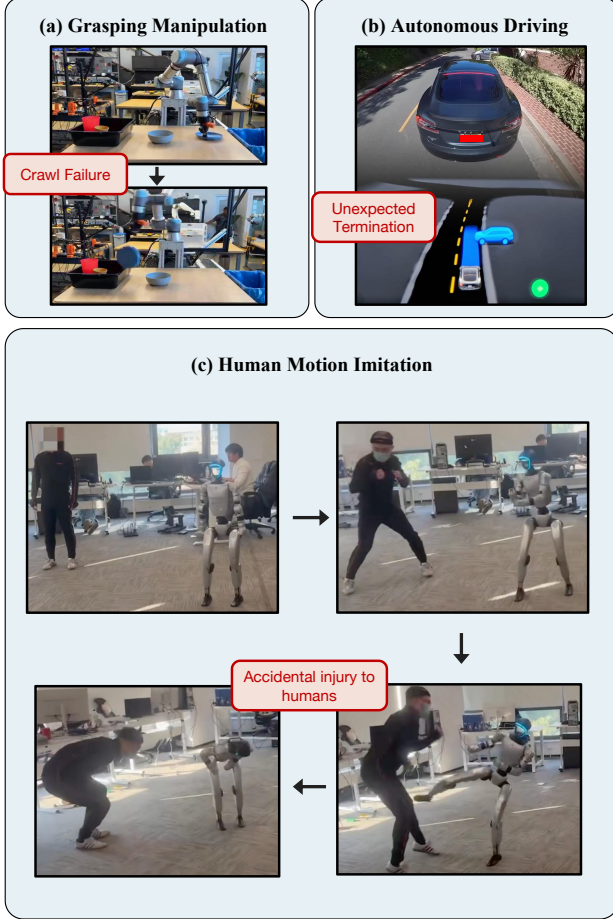 (a) Grasping Manipulation
Crawl Failure
(b) Autonomous Driving
Unexpected
Termination
(c) Human Motion Imitation
Accidental injury to
humans